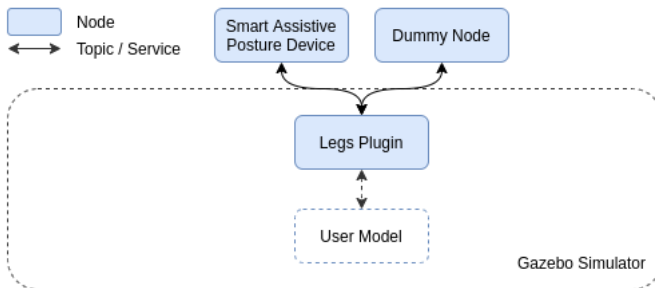 Node
Topic / Service
Smart Assistive
Posture Device
Dummy Node
Legs Plugin
User Model
Gazebo Simulator